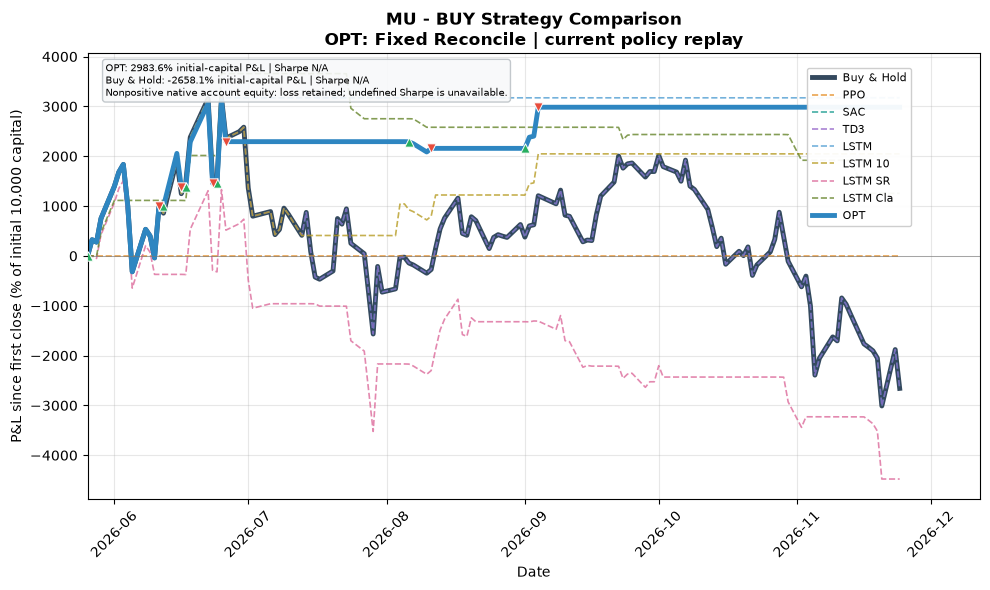 MU - BUY Strategy Comparison
OPT: Fixed Reconcile | current policy replay
OPT: 2983.6% initial-capital P&L | Sharpe N/A
Buy & Hold: -2658.1% initial-capital P&L | Sharpe N/A
Nonpositive native account equity: loss retained; undefined Sharpe is unavailable.
Buy & Hold
PPO
SAC
TD3
LSTM
LSTM 10
LSTM SR
LSTM Cla
OPT
P&L since first close (% of initial 10,000 capital)
4000
3000
2000
1000
0
−1000
−2000
−3000
−4000
2026-06
2026-07
2026-08
2026-09
2026-10
2026-11
2026-12
Date